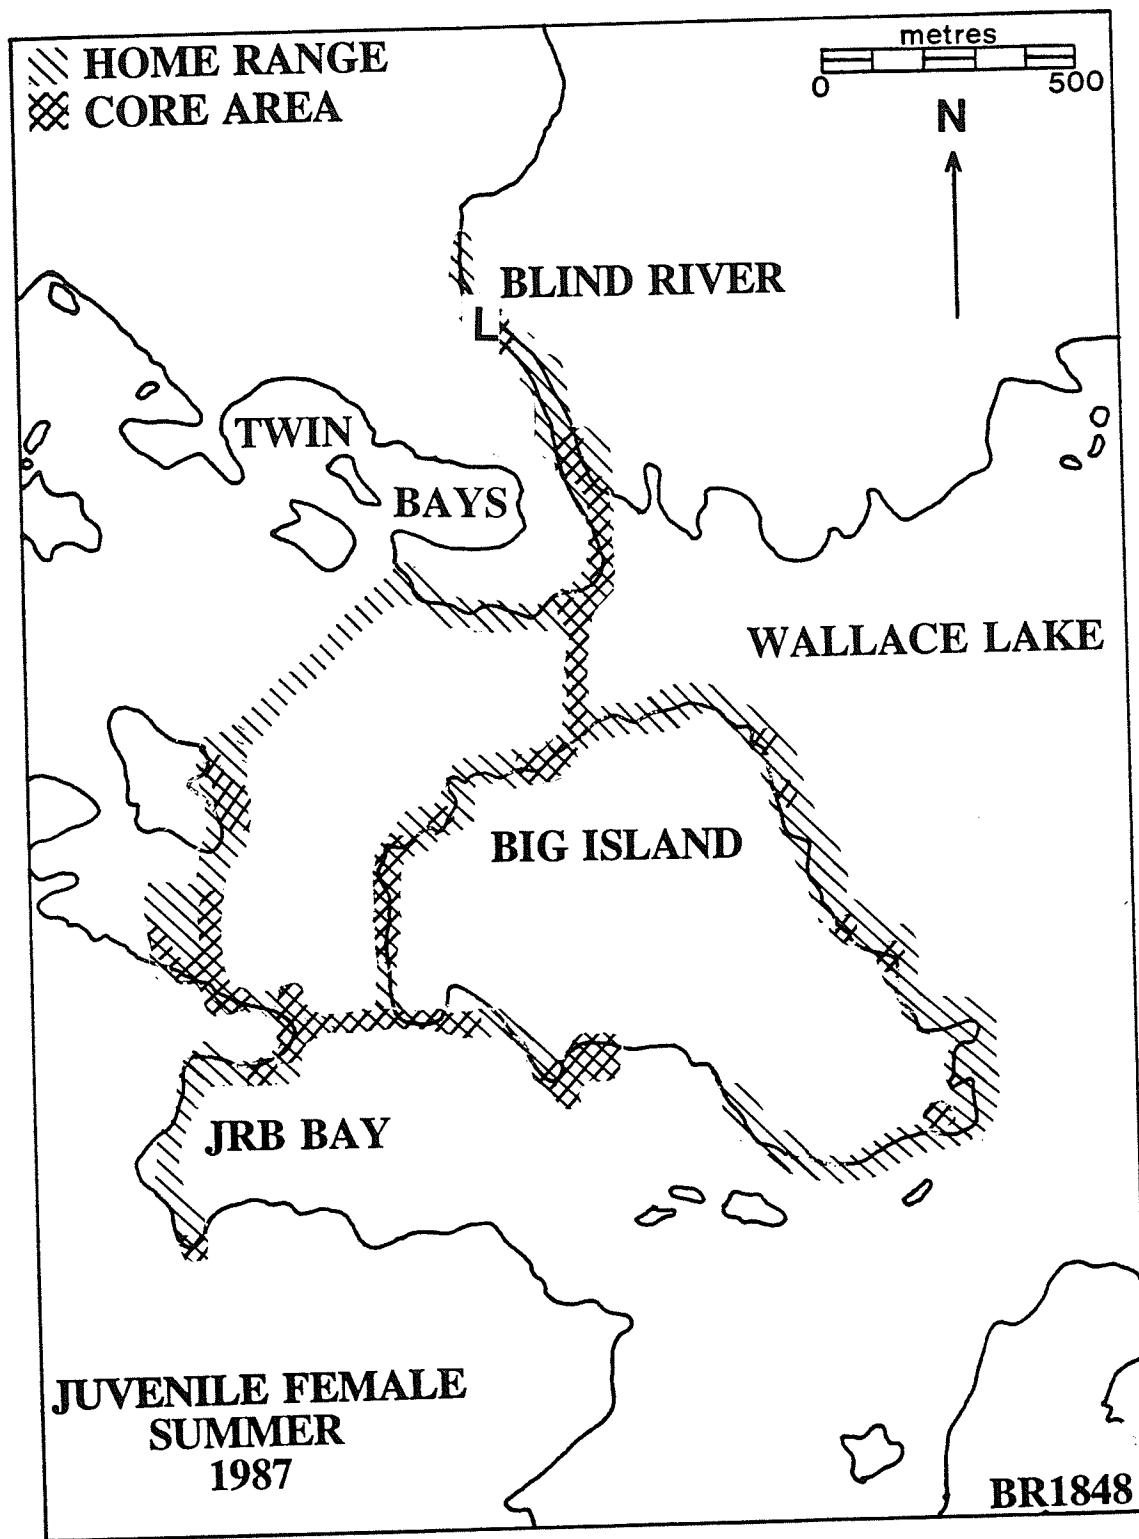 HOME RANGE
CORE AREA
metres
0 500
N
BLIND RIVER
L
TWIN
BAYS
WALLACE LAKE
BIG ISLAND
JRB BAY
JUVENILE FEMALE
SUMMER
1987
BR1848